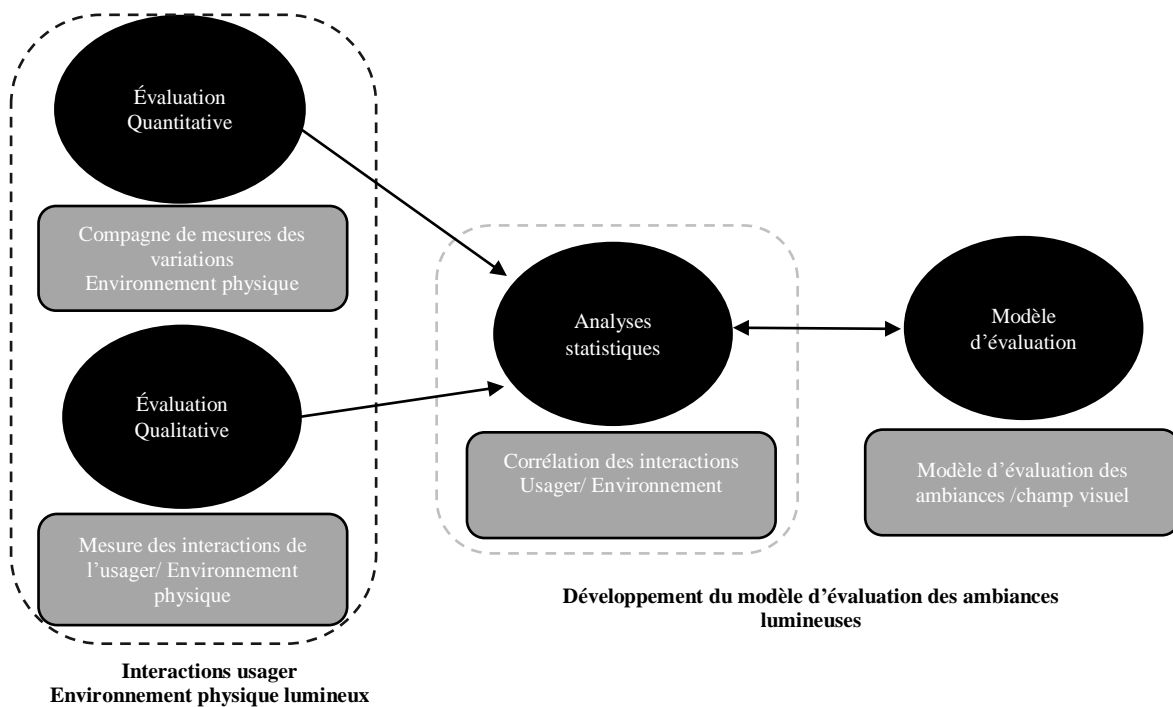 Évaluation
Quantitative
Compagne de mesures des
variations
Environnement physique
Évaluation
Qualitative
Mesure des interactions de
l’usager/ Environnement
physique
Interactions usager
Environnement physique lumineux
Analyses
statistiques
Corrélation des interactions
Usager/ Environnement
Modèle
d’évaluation
Modèle d’évaluation des
ambiances /champ visuel
Développement du modèle d’évaluation des ambiances
lumineuses